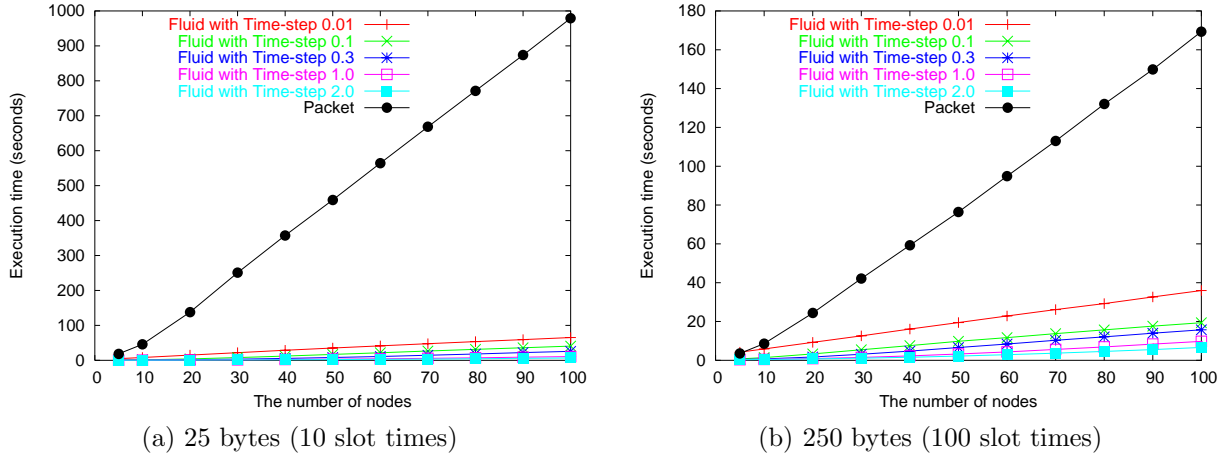 1000
900
800
700
600
500
400
300
200
100
0
Execution time (seconds)
Fluid with Time-step 0.01
Fluid with Time-step 0.1
Fluid with Time-step 0.3
Fluid with Time-step 1.0
Fluid with Time-step 2.0
Packet
0 10 20 30 40 50 60 70 80 90 100
The number of nodes
(a) 25 bytes (10 slot times)
180
160
140
120
100
80
60
40
20
0
Execution time (seconds)
Fluid with Time-step 0.01
Fluid with Time-step 0.1
Fluid with Time-step 0.3
Fluid with Time-step 1.0
Fluid with Time-step 2.0
Packet
0 10 20 30 40 50 60 70 80 90 100
The number of nodes
(b) 250 bytes (100 slot times)